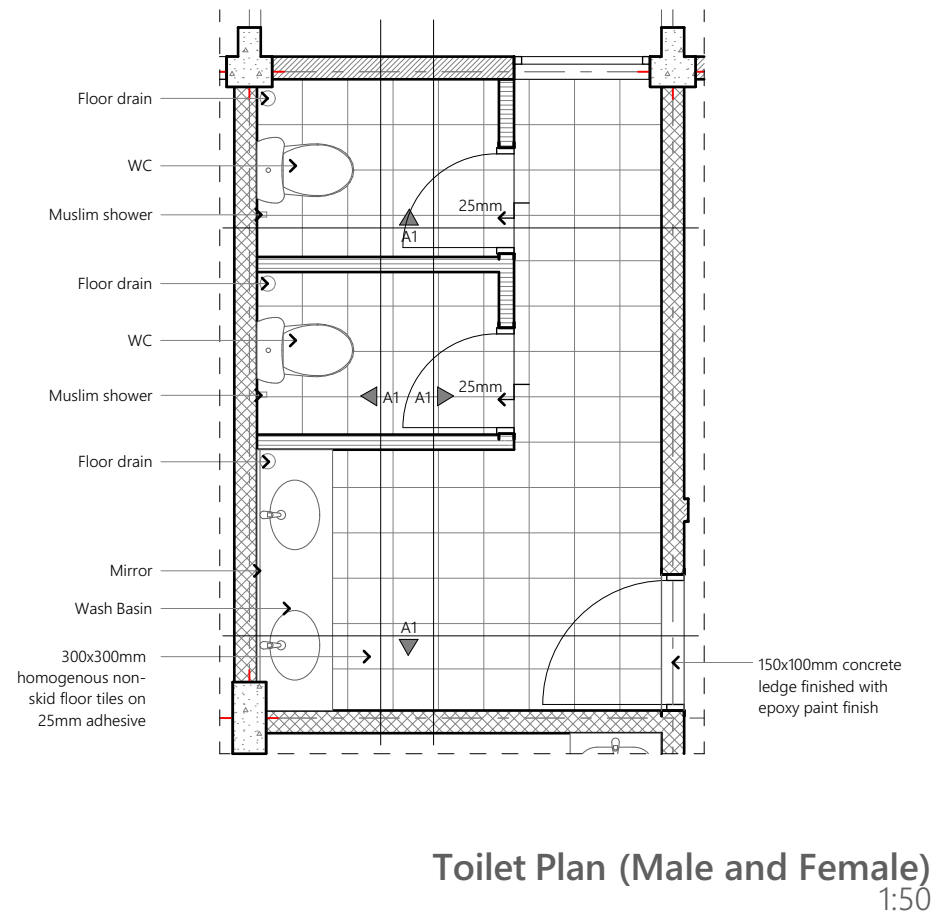 Floor drain
WC
Muslim shower
25mm
A1
Floor drain
WC
Muslim shower
25mm
A1
A1
Floor drain
Mirror
Wash Basin
A1
300x300mm
homogenous non-
skid floor tiles on
25mm adhesive
150x100mm concrete
ledge finished with
epoxy paint finish
Toilet Plan (Male and Female)
1:50